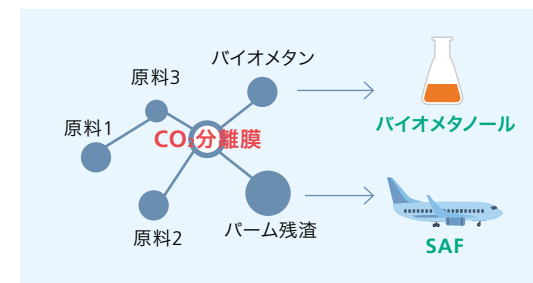 バイオメタン
原料3
原料1
CO₂分離膜
バイオメタノール
原料2
パーム残渣
SAF